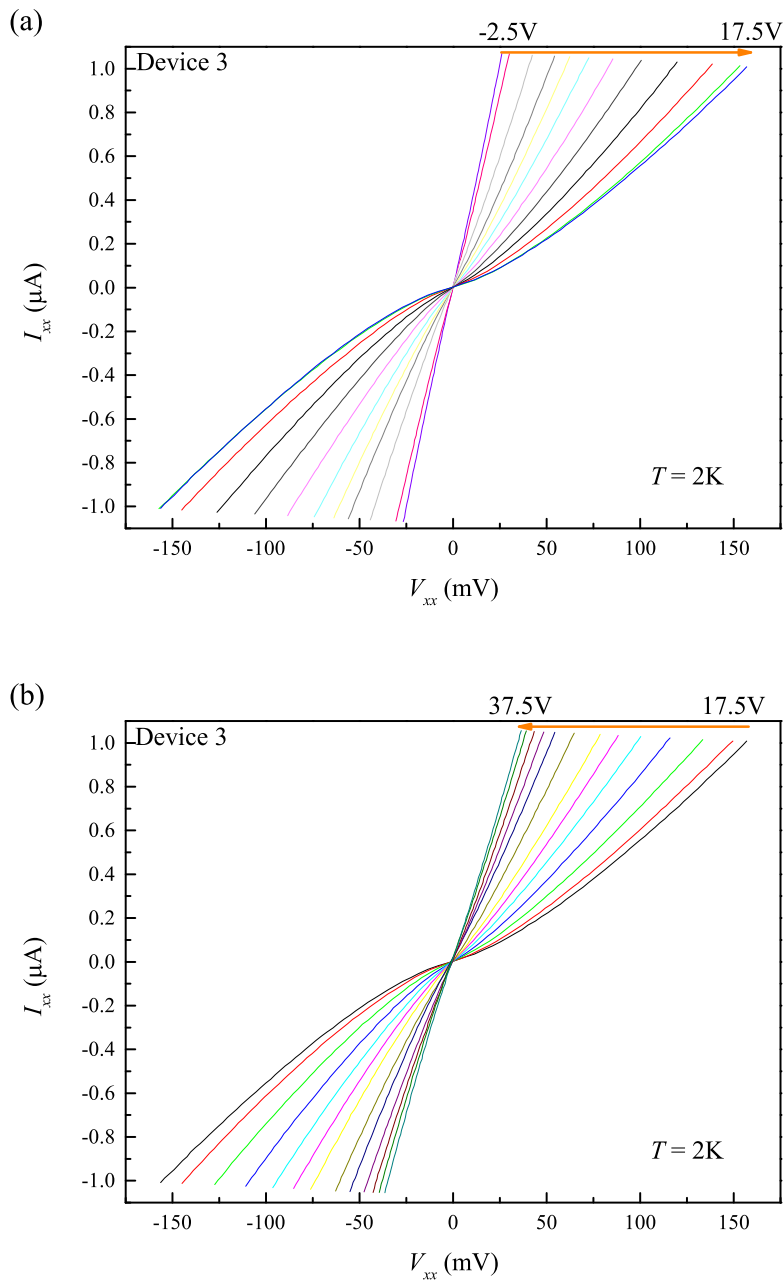 (a)
-2.5V 17.5V
Device 3
1.0
0.8
0.6
0.4
0.2
0.0
-0.2
-0.4
-0.6
-0.8
-1.0
I_xx (μA)
T = 2K
-150 -100 -50 0 50 100 150
V_xx (mV)
(b)
37.5V 17.5V
Device 3
1.0
0.8
0.6
0.4
0.2
0.0
-0.2
-0.4
-0.6
-0.8
-1.0
I_xx (μA)
T = 2K
-150 -100 -50 0 50 100 150
V_xx (mV)